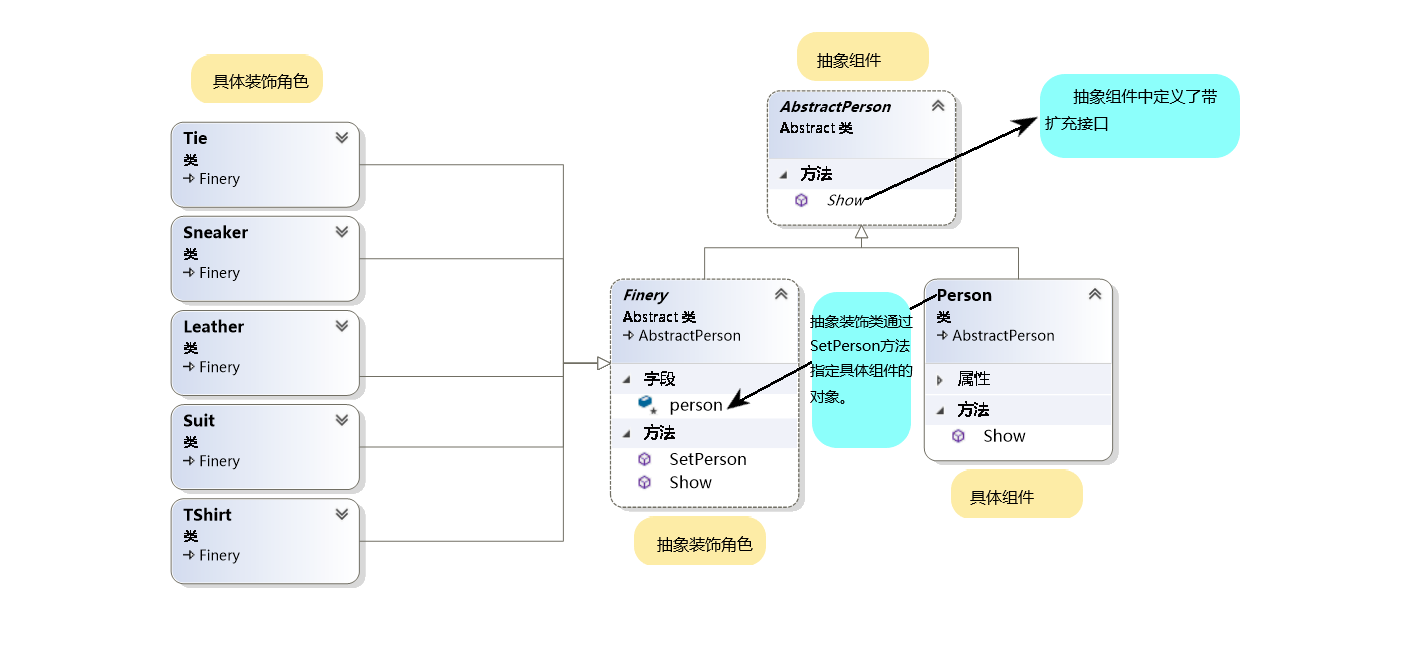 具体装饰角色
Tie
类
Finery
Sneaker
类
Finery
Leather
类
Finery
Suit
类
Finery
TShirt
类
Finery
抽象组件
AbstractPerson
Abstract 类
方法
Show
抽象组件中定义了带
扩充接口
Finery
Abstract 类
AbstractPerson
字段
person
方法
SetPerson
Show
抽象装饰角色
抽象装饰类通过
SetPerson方法
指定具体组件的
对象。
Person
类
AbstractPerson
属性
方法
Show
具体组件